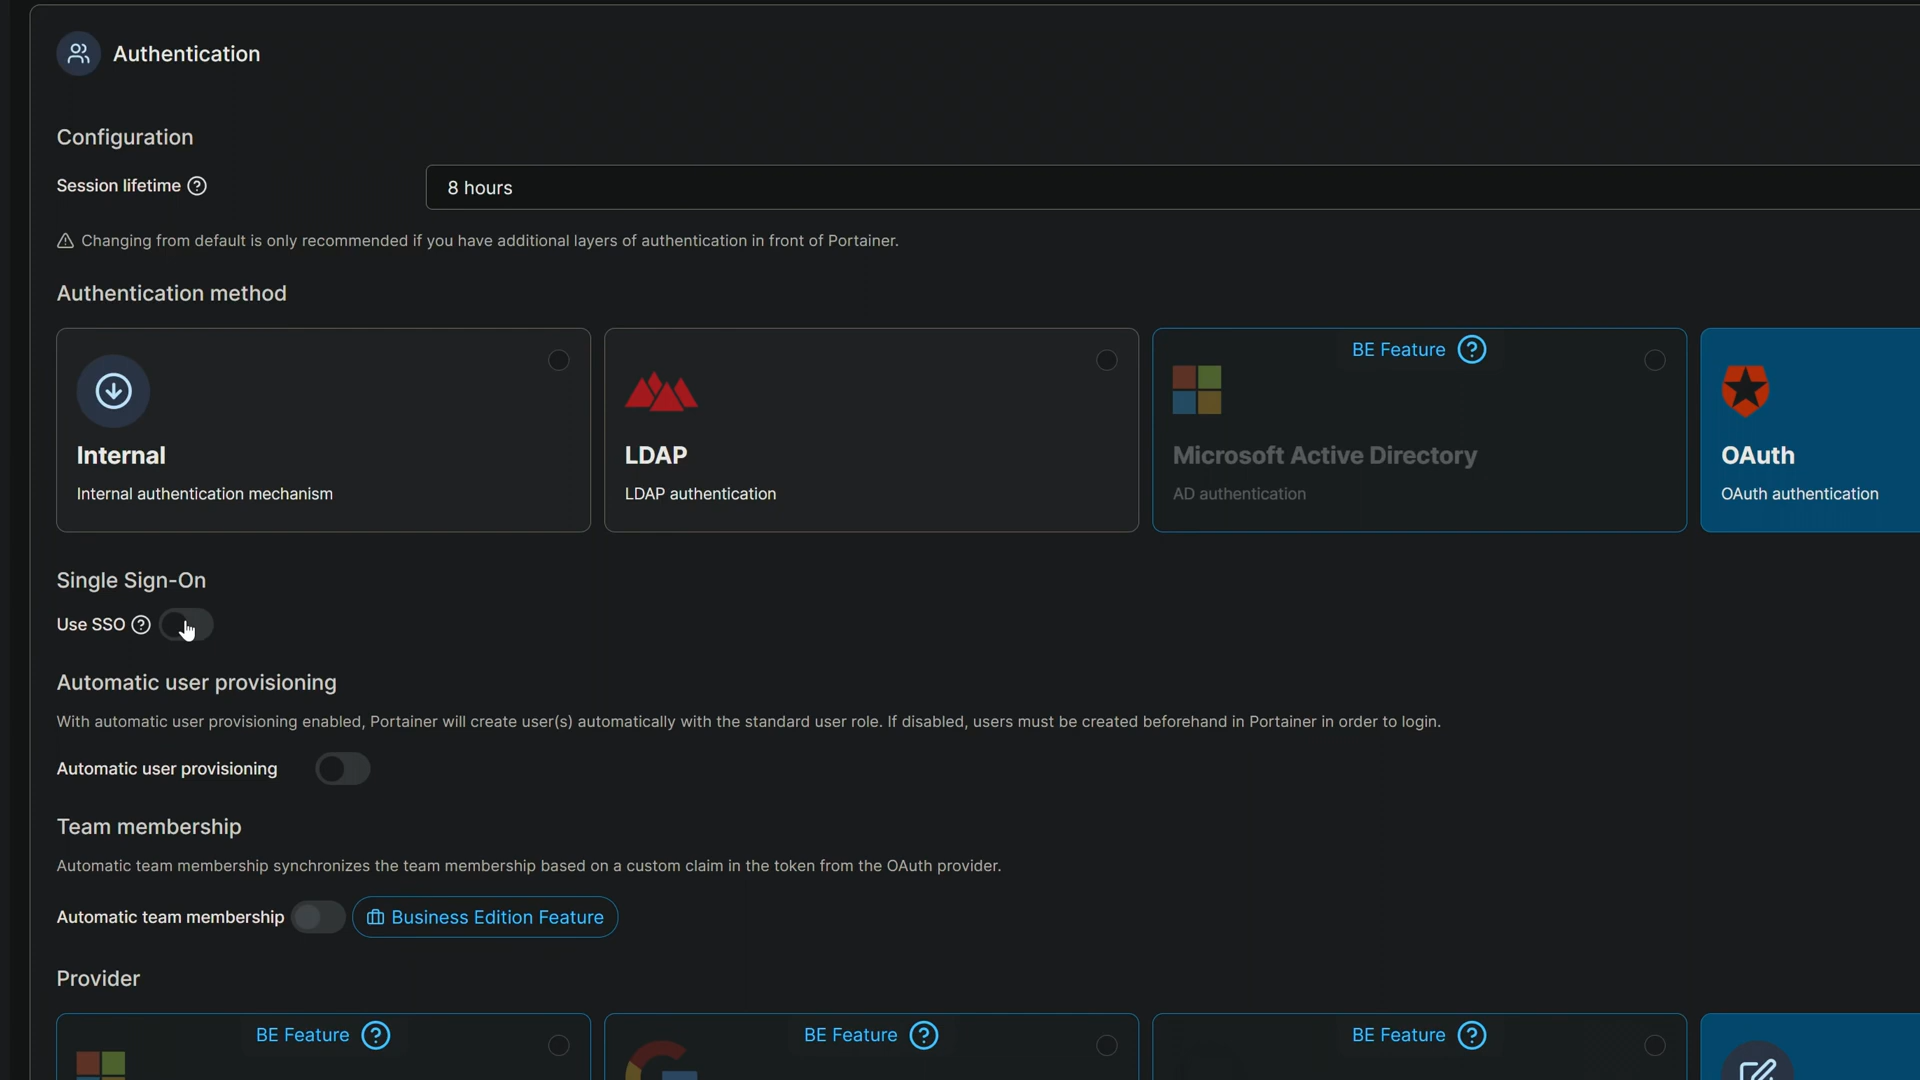 Authentication
Configuration
Session lifetime
8 hours
Changing from default is only recommended if you have additional layers of authentication in front of Portainer.
Authentication method
Internal
Internal authentication mechanism
LDAP
LDAP authentication
BE Feature
Microsoft Active Directory
AD authentication
OAuth
OAuth authentication
Single Sign-On
Use SSO
Automatic user provisioning
With automatic user provisioning enabled, Portainer will create user(s) automatically with the standard user role. If disabled, users must be created beforehand in Portainer in order to login.
Automatic user provisioning
Team membership
Automatic team membership synchronizes the team membership based on a custom claim in the token from the OAuth provider.
Automatic team membership
Business Edition Feature
Provider
BE Feature
BE Feature
BE Feature